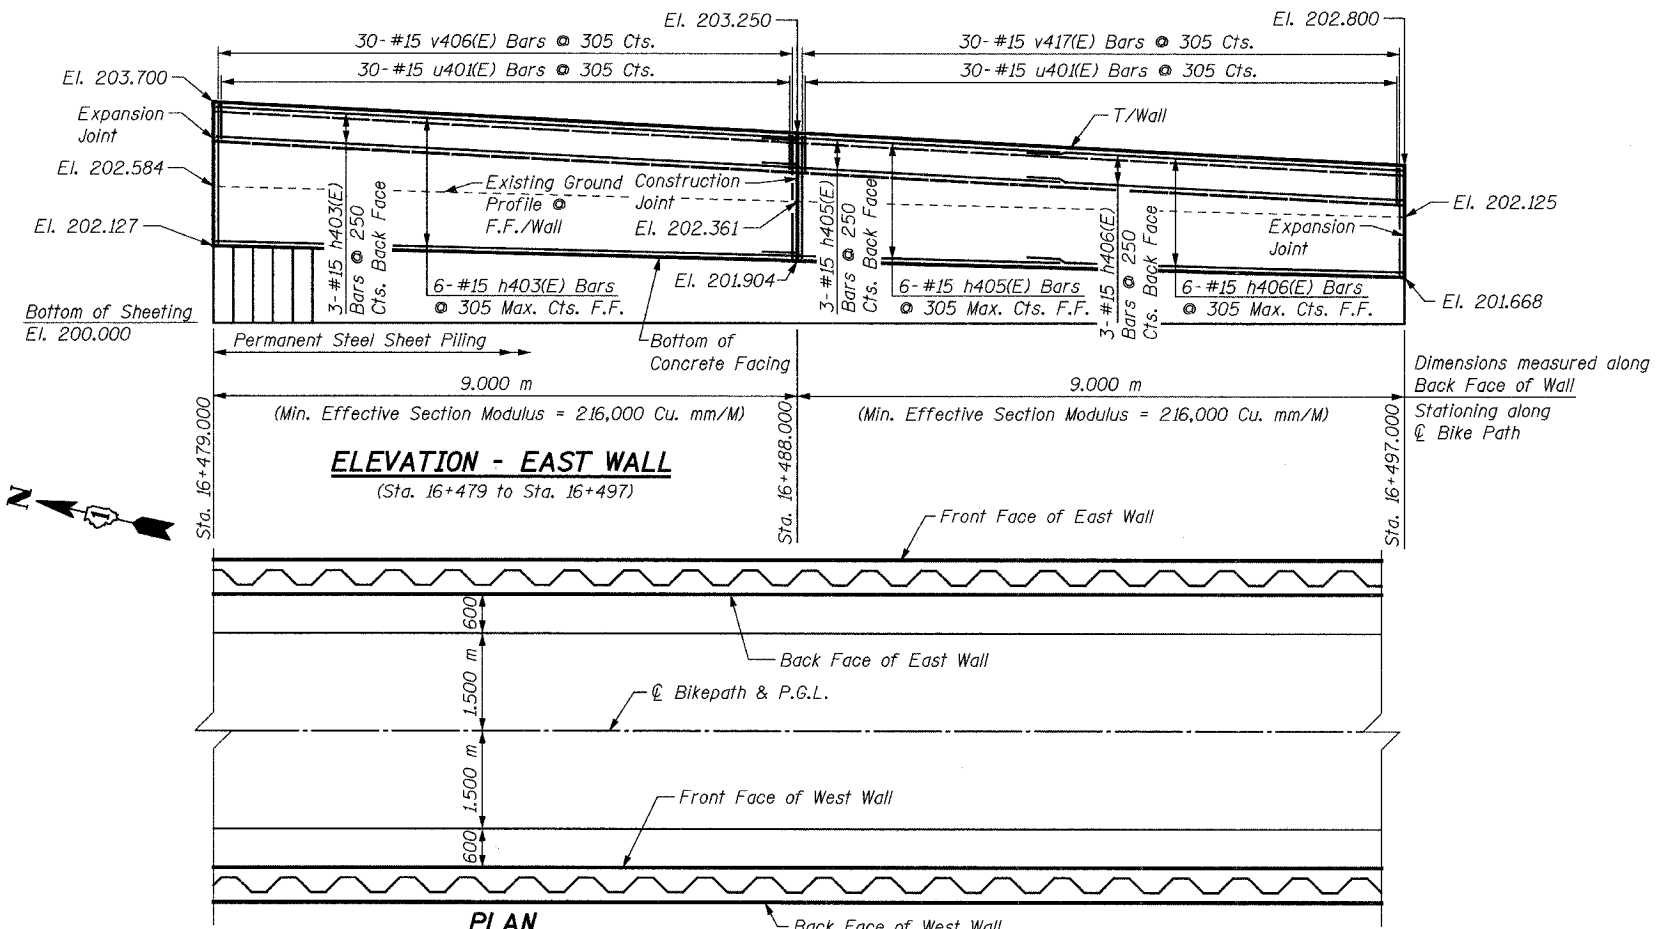 El. 203.250
El. 202.800
30- #15 v406(E) Bars @ 305 Cts.
30- #15 v417(E) Bars @ 305 Cts.
El. 203.700
30- #15 u401(E) Bars @ 305 Cts.
30- #15 u401(E) Bars @ 305 Cts.
Expansion
Joint
T/Wall
El. 202.584
Existing Ground
Profile @
F.F./Wall
Construction
Joint
El. 202.361
El. 202.125
Expansion
Joint
El. 202.127
3- #15 h403(E)
Bars @ 250
Cts. Back Face
3- #15 h405(E)
Bars @ 250
Cts. Back Face
3- #15 h406(E)
Bars @ 250
Cts. Back Face
El. 201.904
6- #15 h403(E) Bars
@ 305 Max. Cts. F.F.
6- #15 h405(E) Bars
@ 305 Max. Cts. F.F.
6- #15 h406(E) Bars
@ 305 Max. Cts. F.F.
El. 201.668
Bottom of Sheeting
El. 200.000
Permanent Steel Sheet Piling
Bottom of
Concrete Facing
Dimensions measured along
Back Face of Wall
Stationing along
℄ Bike Path
9.000 m
9.000 m
(Min. Effective Section Modulus = 216,000 Cu. mm/M)
(Min. Effective Section Modulus = 216,000 Cu. mm/M)
Sta. 16+479.000
Sta. 16+488.000
Sta. 16+497.000
ELEVATION - EAST WALL
(Sta. 16+479 to Sta. 16+497)
N
1
Front Face of East Wall
600
Back Face of East Wall
1.500 m
℄ Bikepath & P.G.L.
1.500 m
Front Face of West Wall
600
PLAN
Back Face of West Wall